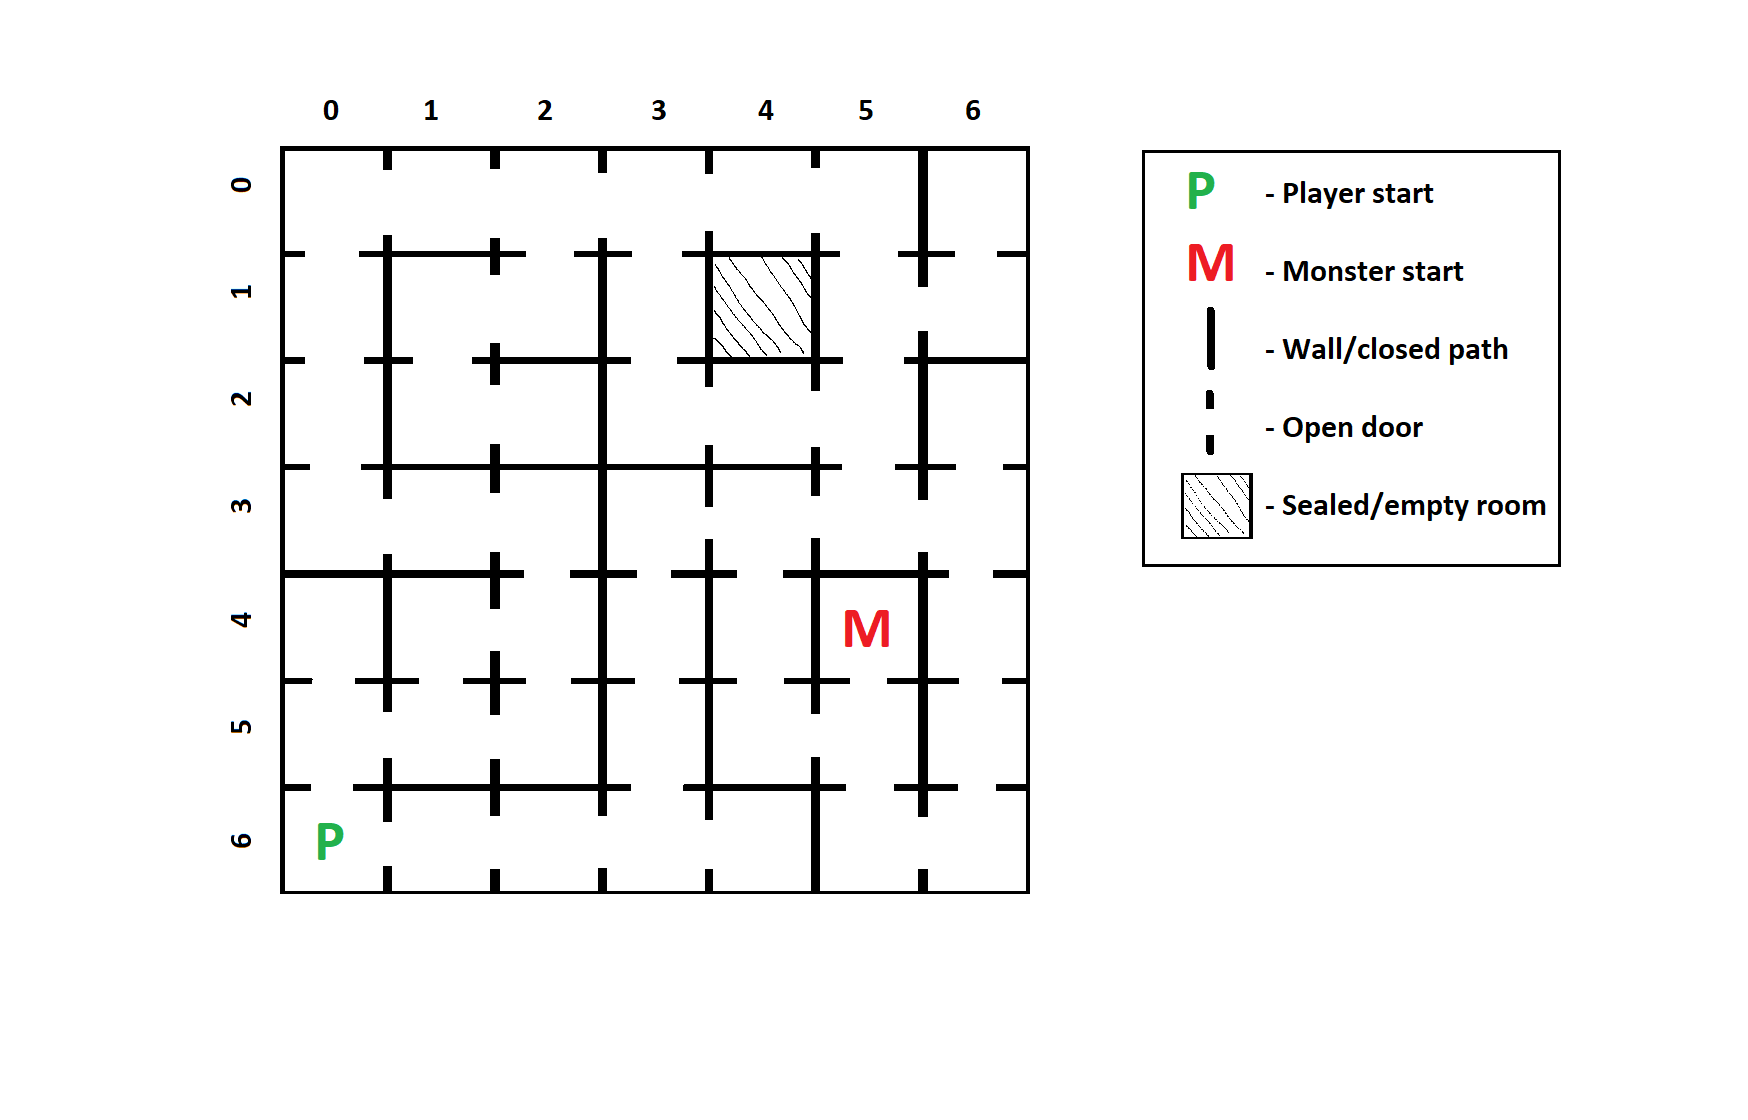 0 1 2 3 4 5 6
0
1
2
3
4
5
6
M
P
P - Player start
M - Monster start
- Wall/closed path
- Open door
- Sealed/empty room